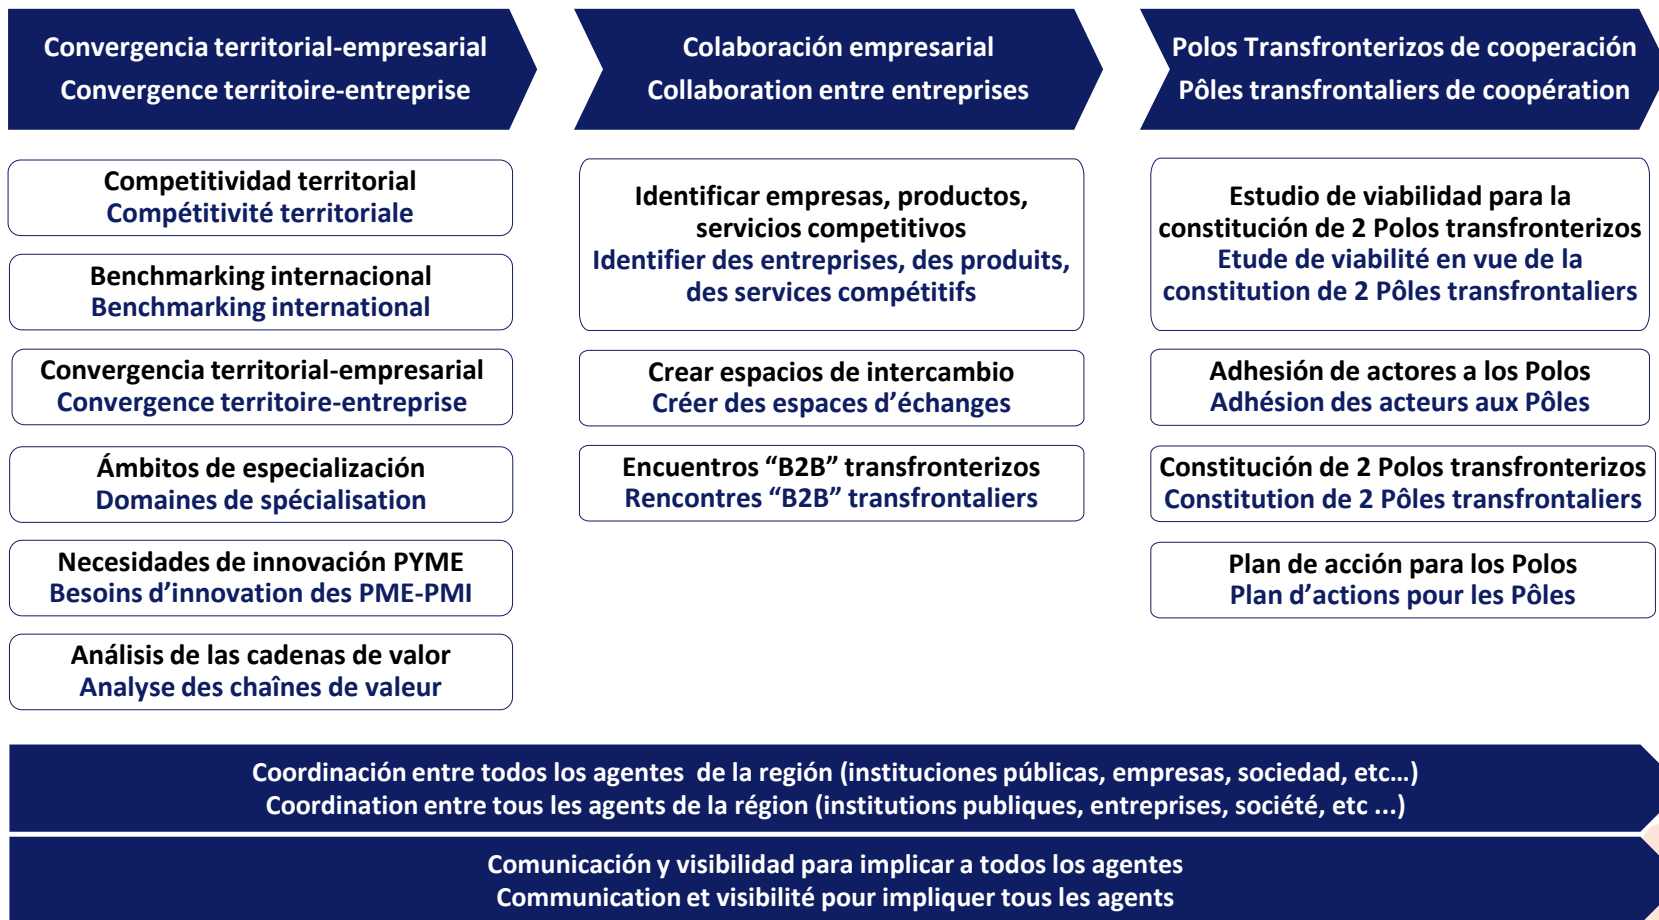 Convergencia territorial-empresarial
Convergence territoire-entreprise
Colaboración empresarial
Collaboration entre entreprises
Polos Transfronterizos de cooperación
Pôles transfrontaliers de coopération
Competitividad territorial
Compétitivité territoriale
Benchmarking internacional
Benchmarking international
Convergencia territorial-empresarial
Convergence territoire-entreprise
Ámbitos de especialización
Domaines de spécialisation
Necesidades de innovación PYME
Besoins d’innovation des PME-PMI
Análisis de las cadenas de valor
Analyse des chaînes de valeur
Identificar empresas, productos,
servicios competitivos
Identifier des entreprises, des produits,
des services compétitifs
Crear espacios de intercambio
Créer des espaces d’échanges
Encuentros “B2B” transfronterizos
Rencontres “B2B” transfrontaliers
Estudio de viabilidad para la
constitución de 2 Polos transfronterizos
Etude de viabilité en vue de la
constitution de 2 Pôles transfrontaliers
Adhesión de actores a los Polos
Adhésion des acteurs aux Pôles
Constitución de 2 Polos transfronterizos
Constitution de 2 Pôles transfrontaliers
Plan de acción para los Polos
Plan d’actions pour les Pôles
Coordinación entre todos los agentes  de la región (instituciones públicas, empresas, sociedad, etc…)
Coordination entre tous les agents de la région (institutions publiques, entreprises, société, etc ...)
Comunicación y visibilidad para implicar a todos los agentes
Communication et visibilité pour impliquer tous les agents